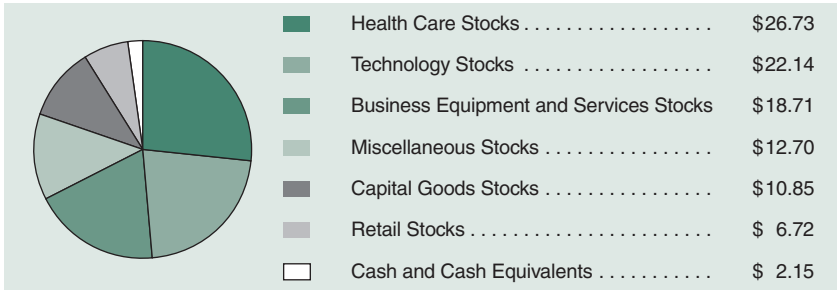 Health Care Stocks . . . . . . . . . . . . . . . . . . $26.73
Technology Stocks . . . . . . . . . . . . . . . . . . $22.14
Business Equipment and Services Stocks $18.71
Miscellaneous Stocks . . . . . . . . . . . . . . . . $12.70
Capital Goods Stocks . . . . . . . . . . . . . . . . $10.85
Retail Stocks . . . . . . . . . . . . . . . . . . . . . . . $ 6.72
Cash and Cash Equivalents . . . . . . . . . . . $ 2.15